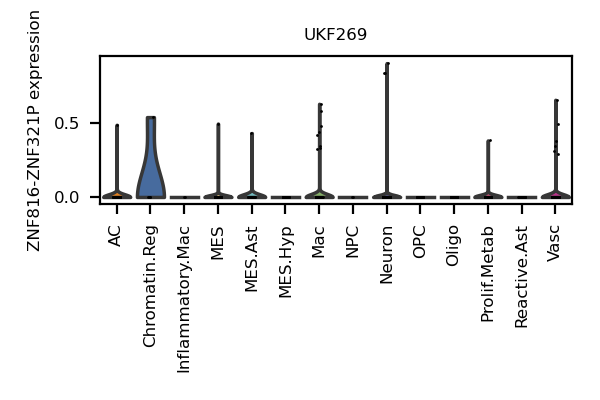 UKF269
ZNF816-ZNF321P expression
0.5
0.0
AC
Chromatin.Reg
Inflammatory.Mac
MES
MES.Ast
MES.Hyp
Mac
NPC
Neuron
OPC
Oligo
Prolif.Metab
Reactive.Ast
Vasc